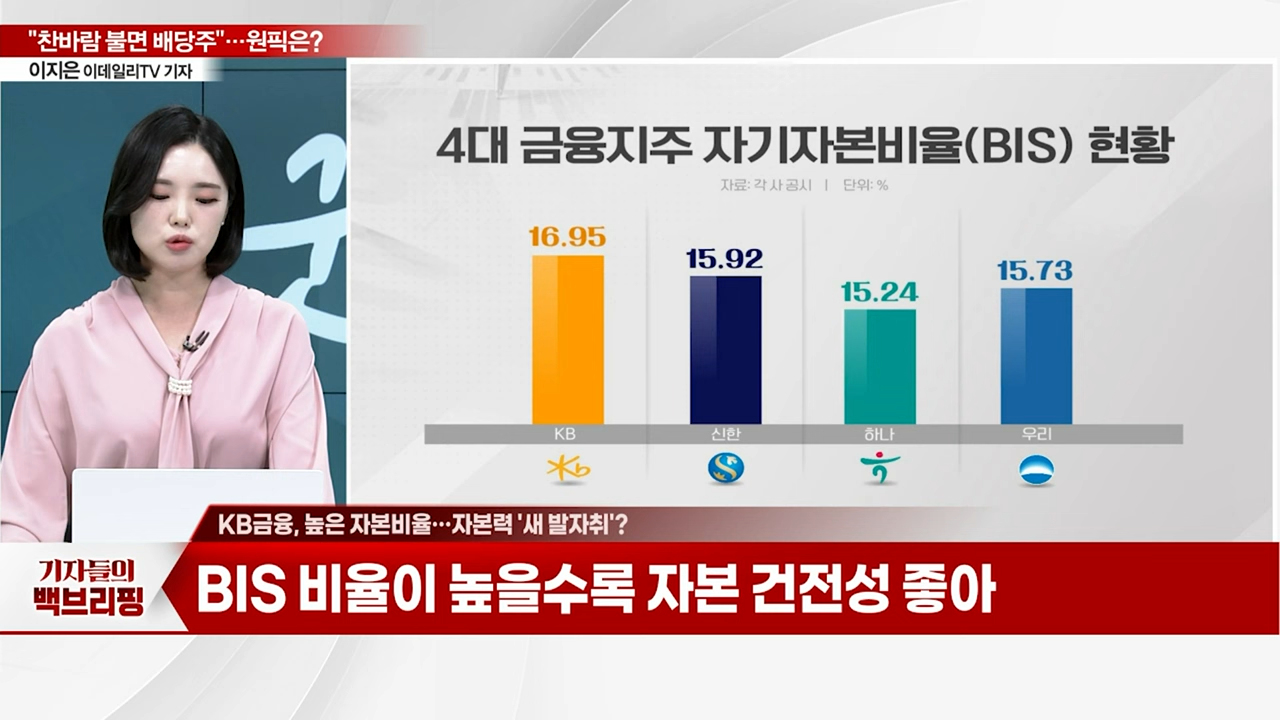 "찬바람 불면 배당주"…원픽은?
이지은 이데일리TV 기자
4대 금융지주 자기자본비율(BIS) 현황
자료: 각 사 공시 | 단위: %
16.95
15.92
15.24
15.73
KB
신한
하나
우리
KB금융, 높은 자본비율…자본력 '새 발자취'?
기자들의
백브리핑
BIS 비율이 높을수록 자본 건전성 좋아